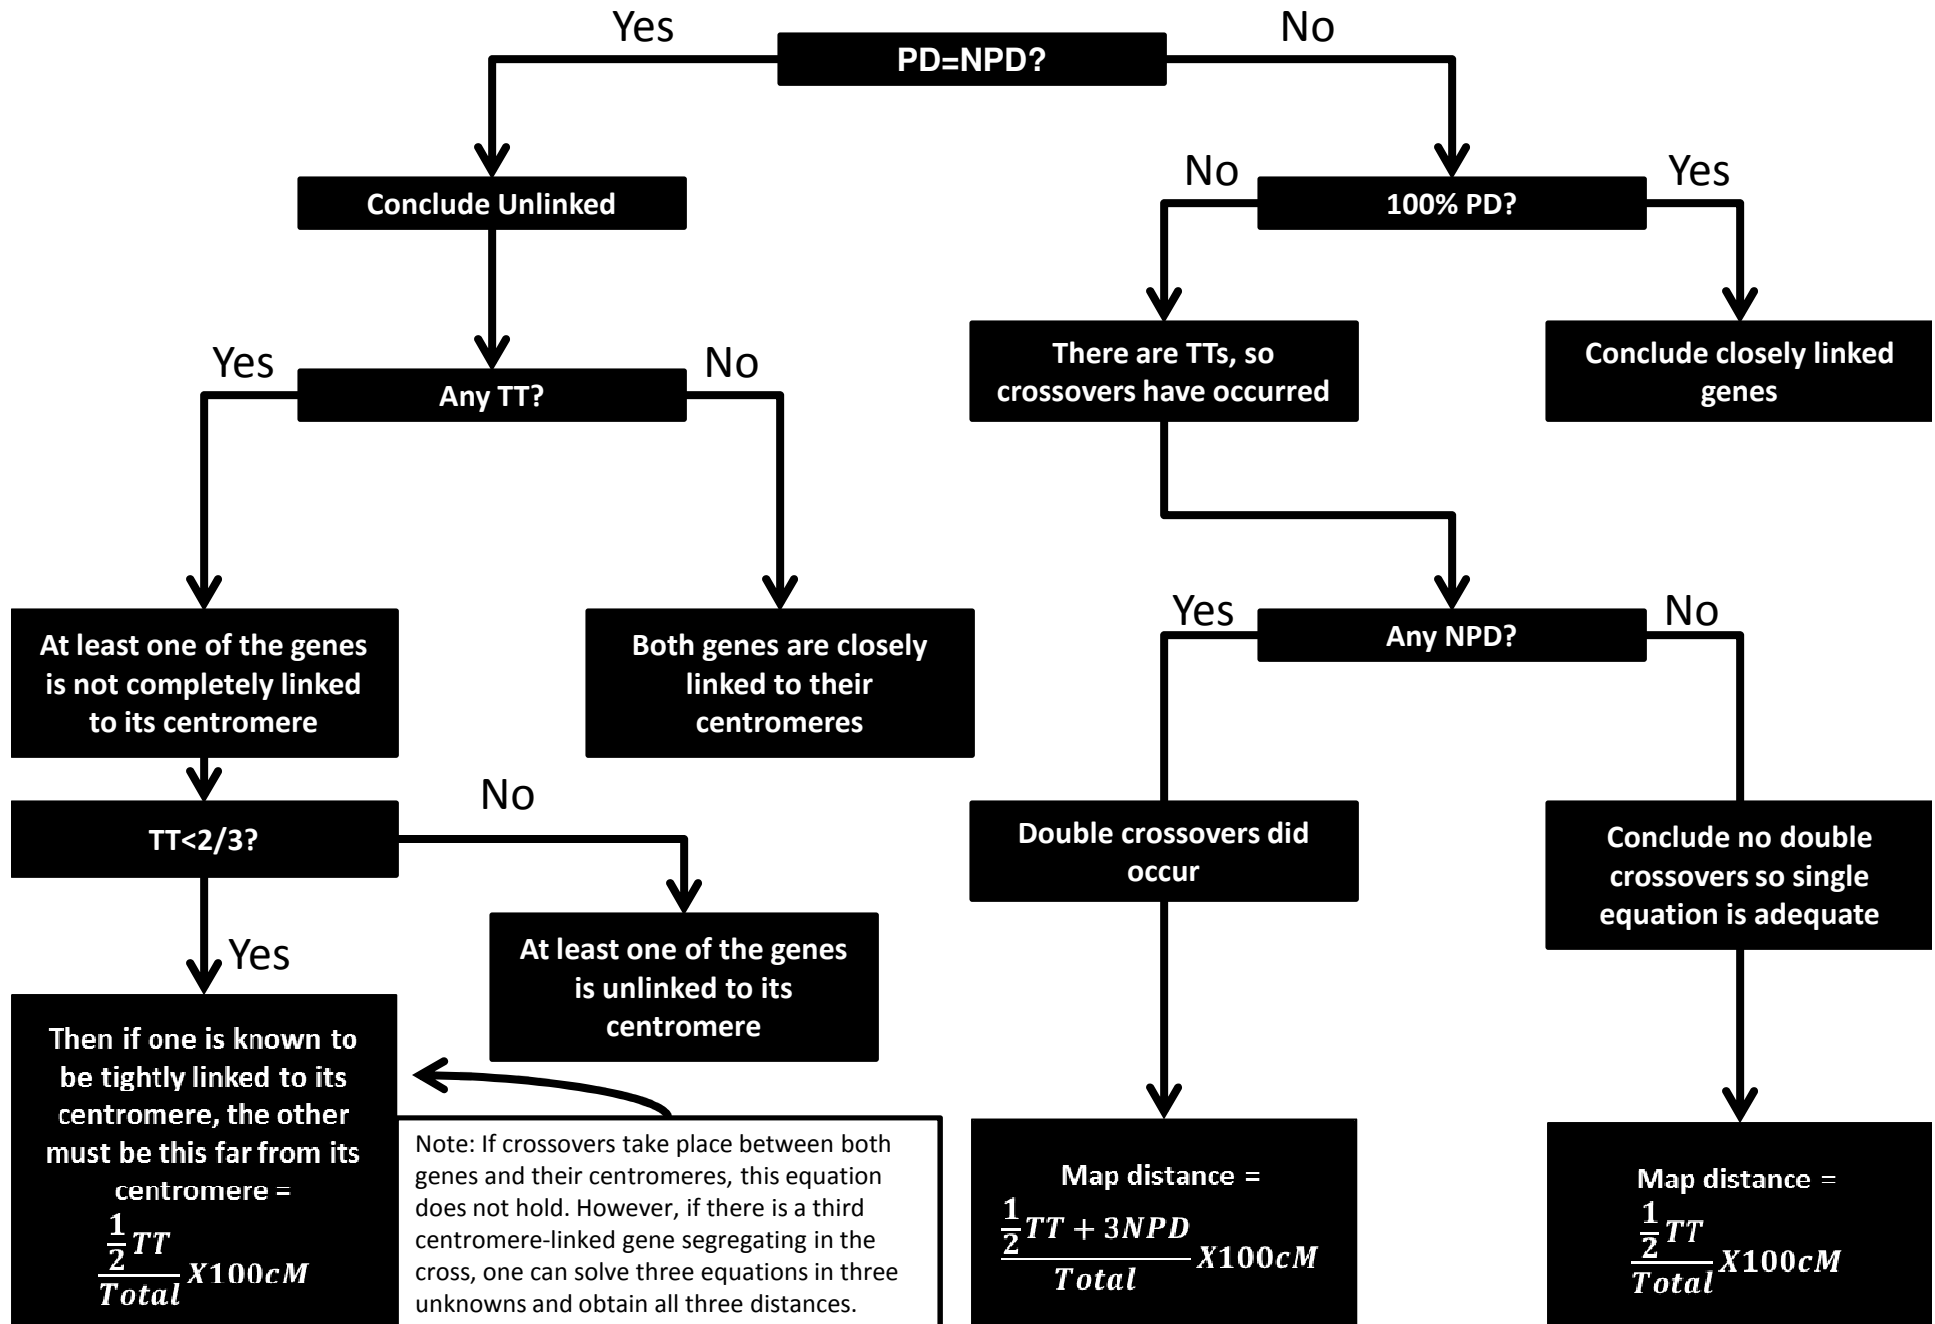 Yes
PD=NPD?
No
Conclude Unlinked
No
100% PD?
Yes
Yes
Any TT?
No
There are TTs, so
crossovers have occurred
Conclude closely linked
genes
At least one of the genes
is not completely linked
to its centromere
Both genes are closely
linked to their
centromeres
Yes
Any NPD?
No
TT<2/3?
No
Yes
Double crossovers did
occur
Conclude no double
crossovers so single
equation is adequate
At least one of the genes
is unlinked to its
centromere
Then if one is known to
be tightly linked to its
centromere, the other
must be this far from its
centromere =
1/2 TT / Total X100cM
Note: If crossovers take place between both
genes and their centromeres, this equation
does not hold. However, if there is a third
centromere-linked gene segregating in the
cross, one can solve three equations in three
unknowns and obtain all three distances.
Map distance =
1/2 TT + 3NPD / Total X100cM
Map distance =
1/2 TT / Total X100cM